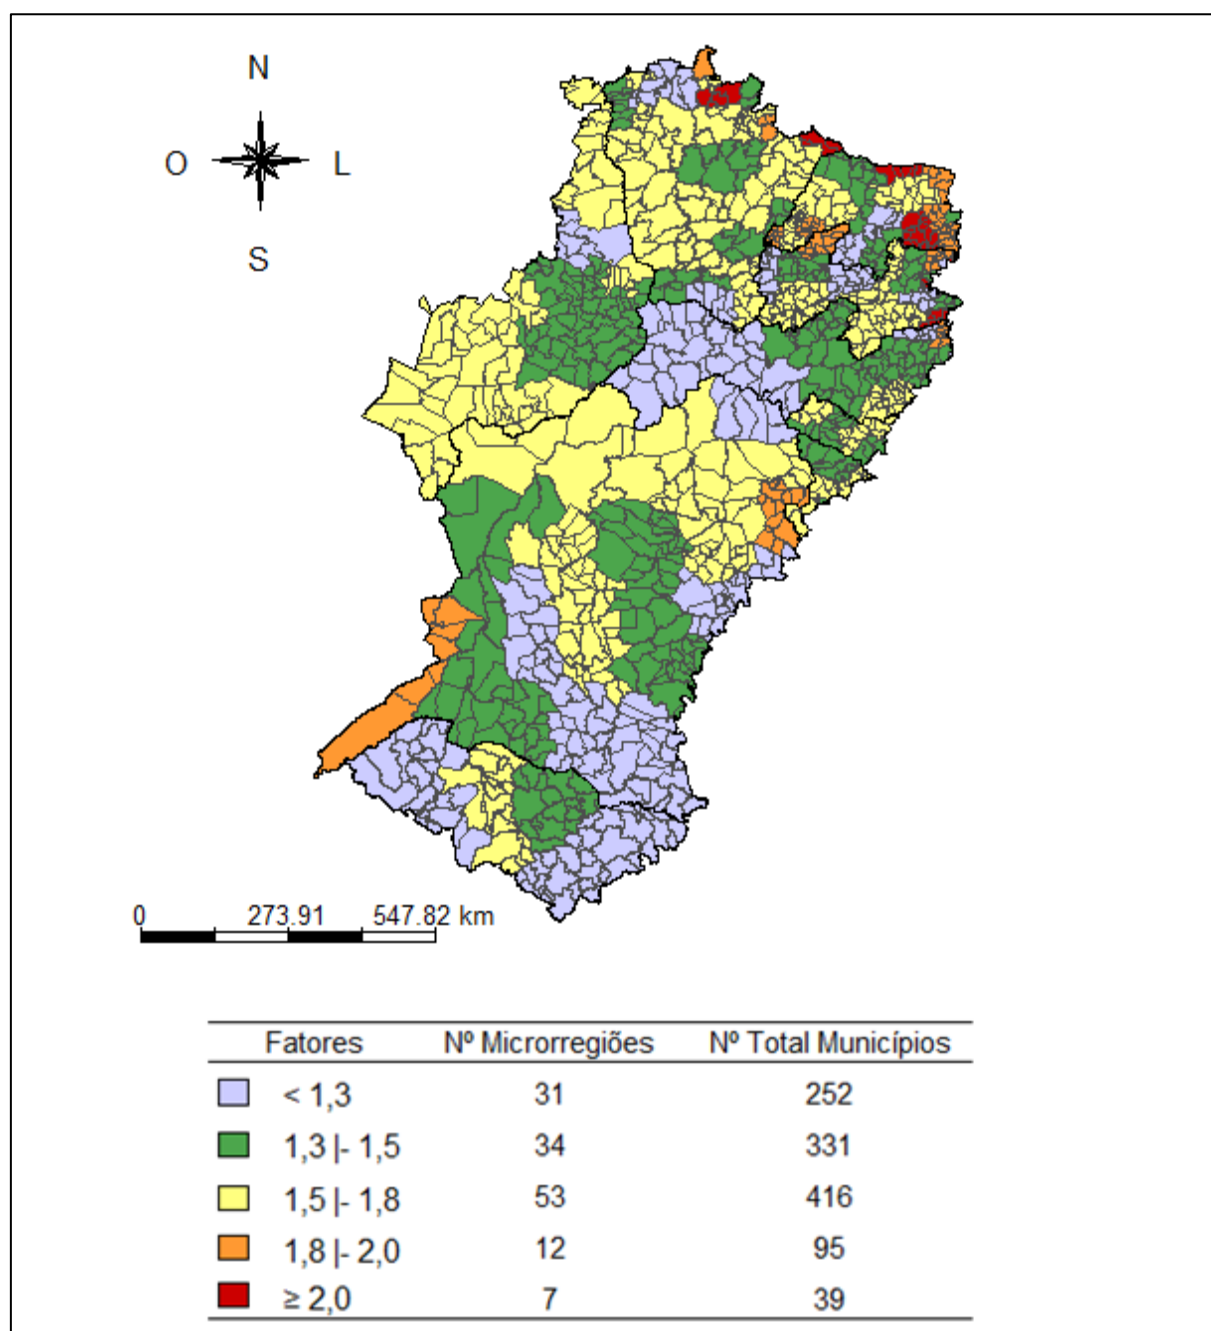 N
O
L
S
0 273.91 547.82 km
Fatores Nº Microrregiões Nº Total Municípios
< 1,3 31 252
1,3 |- 1,5 34 331
1,5 |- 1,8 53 416
1,8 |- 2,0 12 95
≥ 2,0 7 39